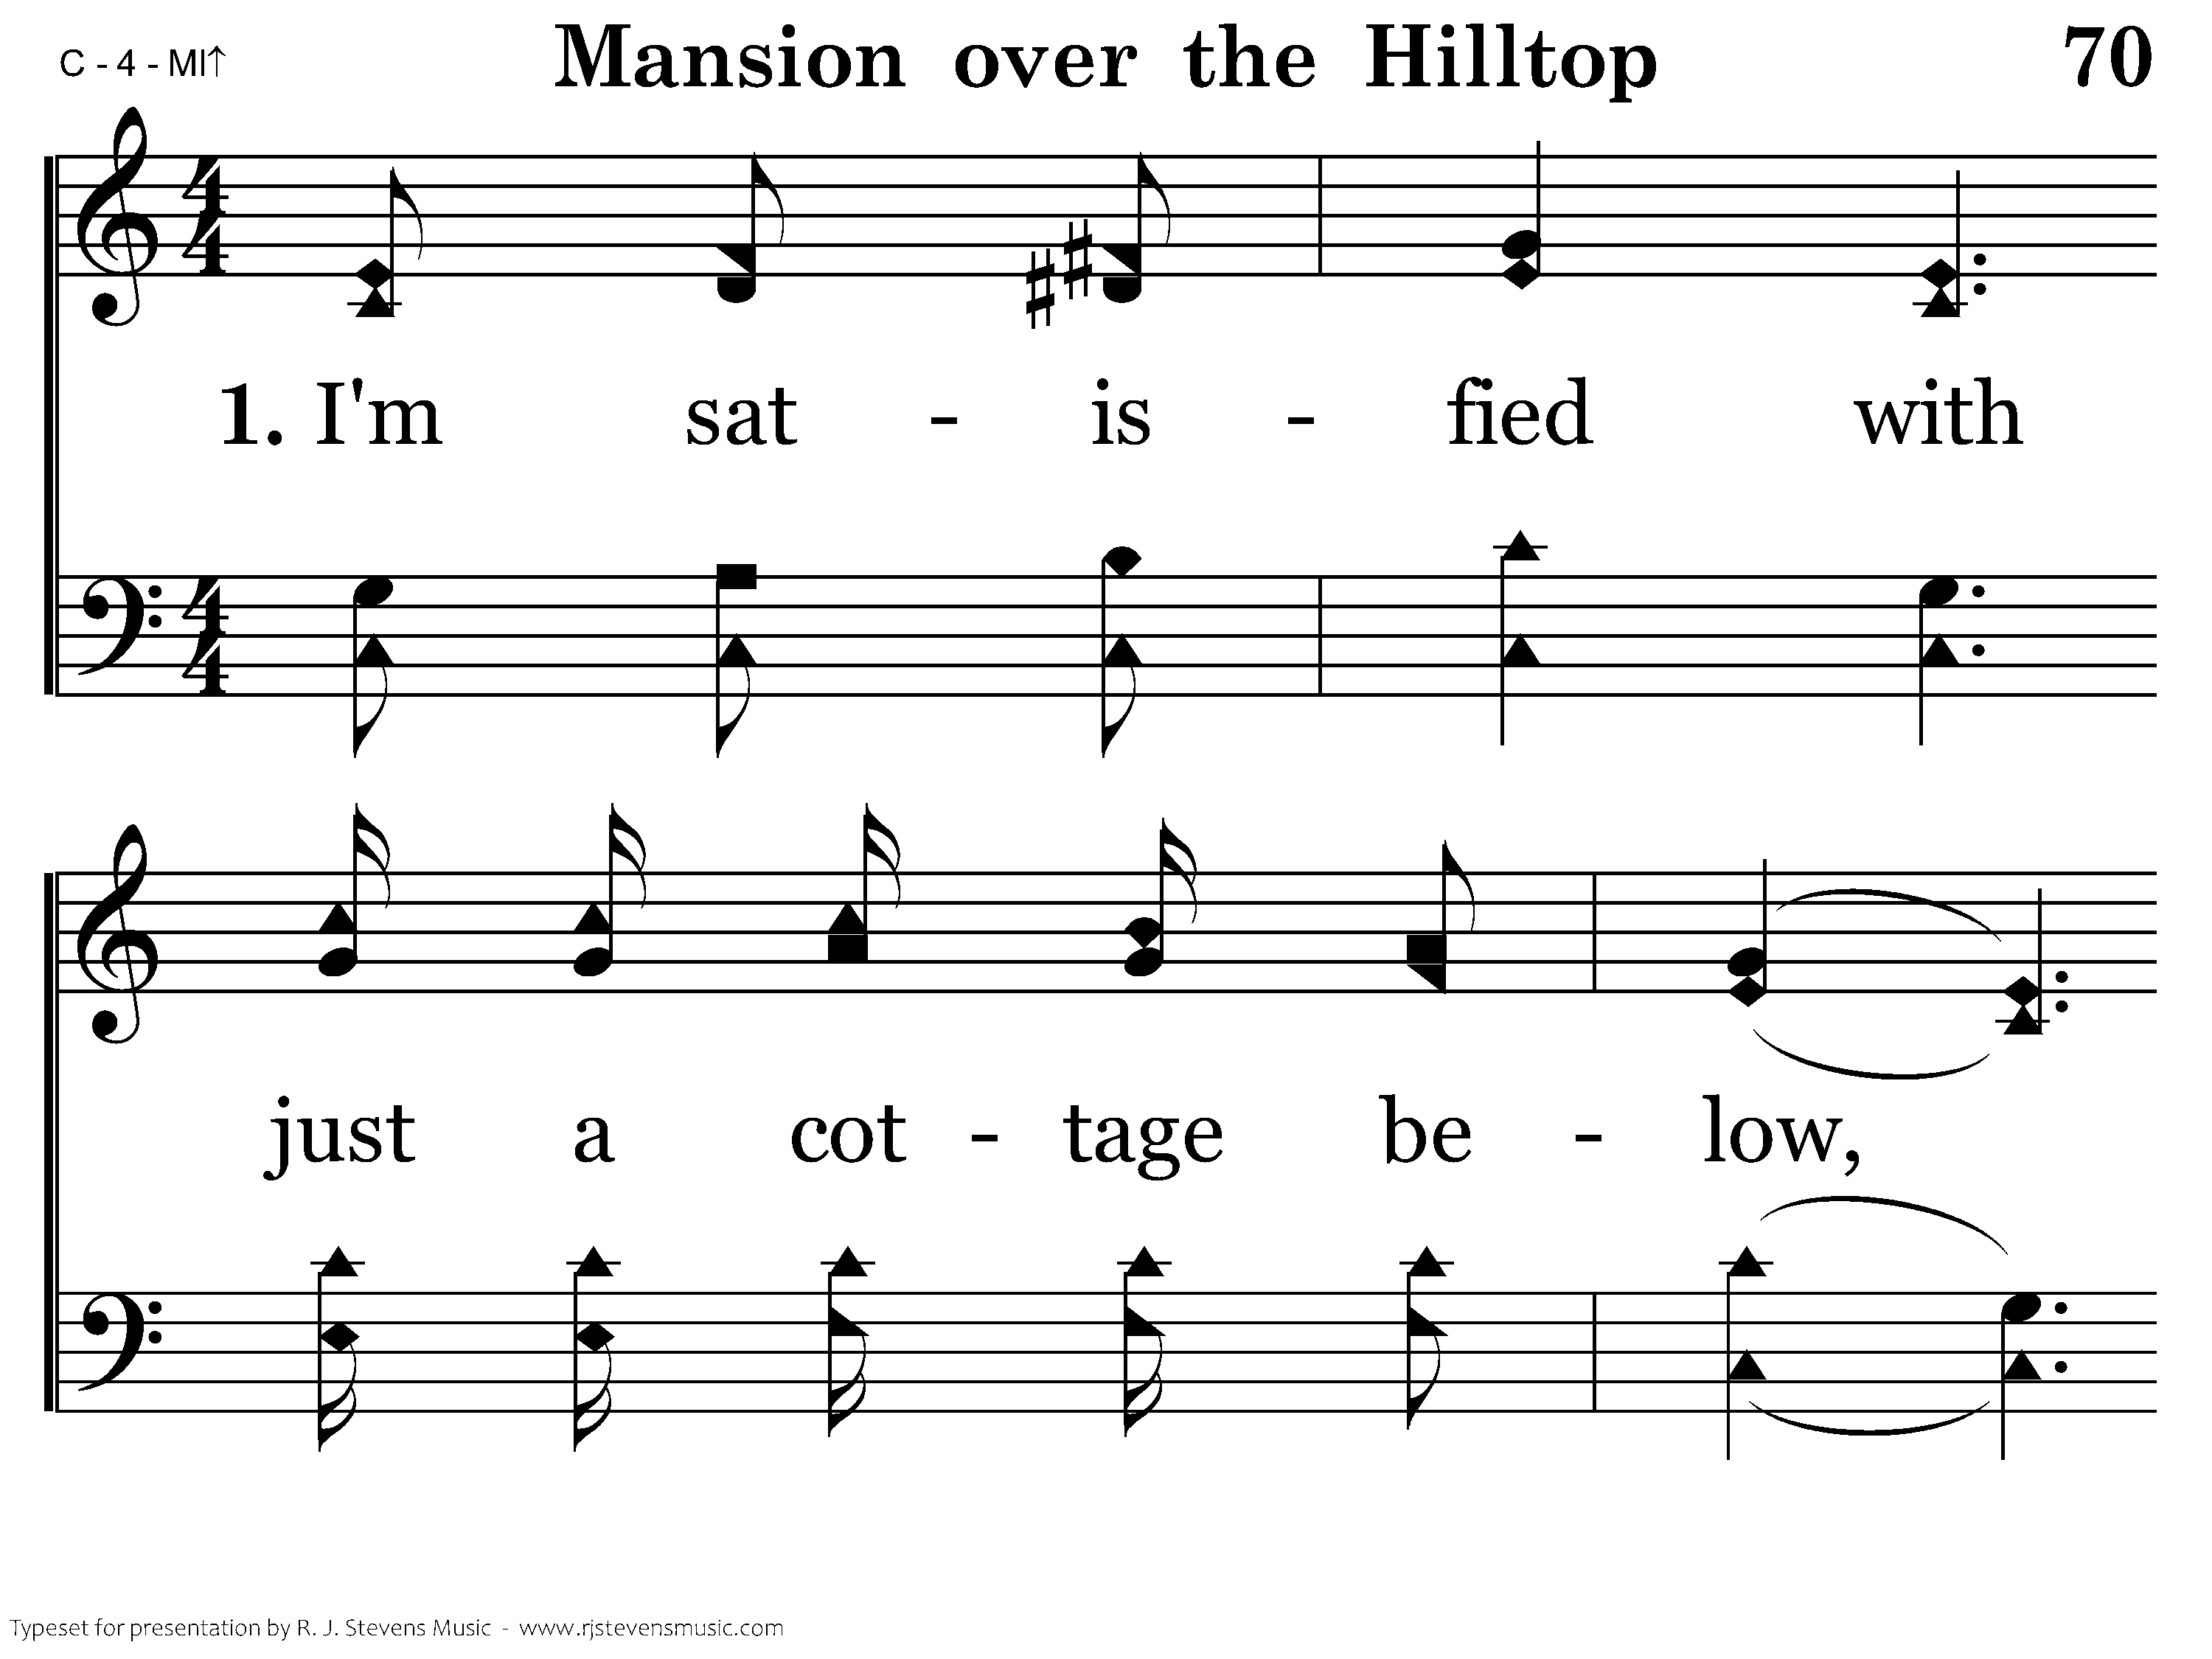 C - 4 - MI↑ Mansion over the Hilltop 70
1. I'm sat - is - fied with
just a cot - tage be - low,
Typeset for presentation by R. J. Stevens Music - www.rjstevensmusic.com